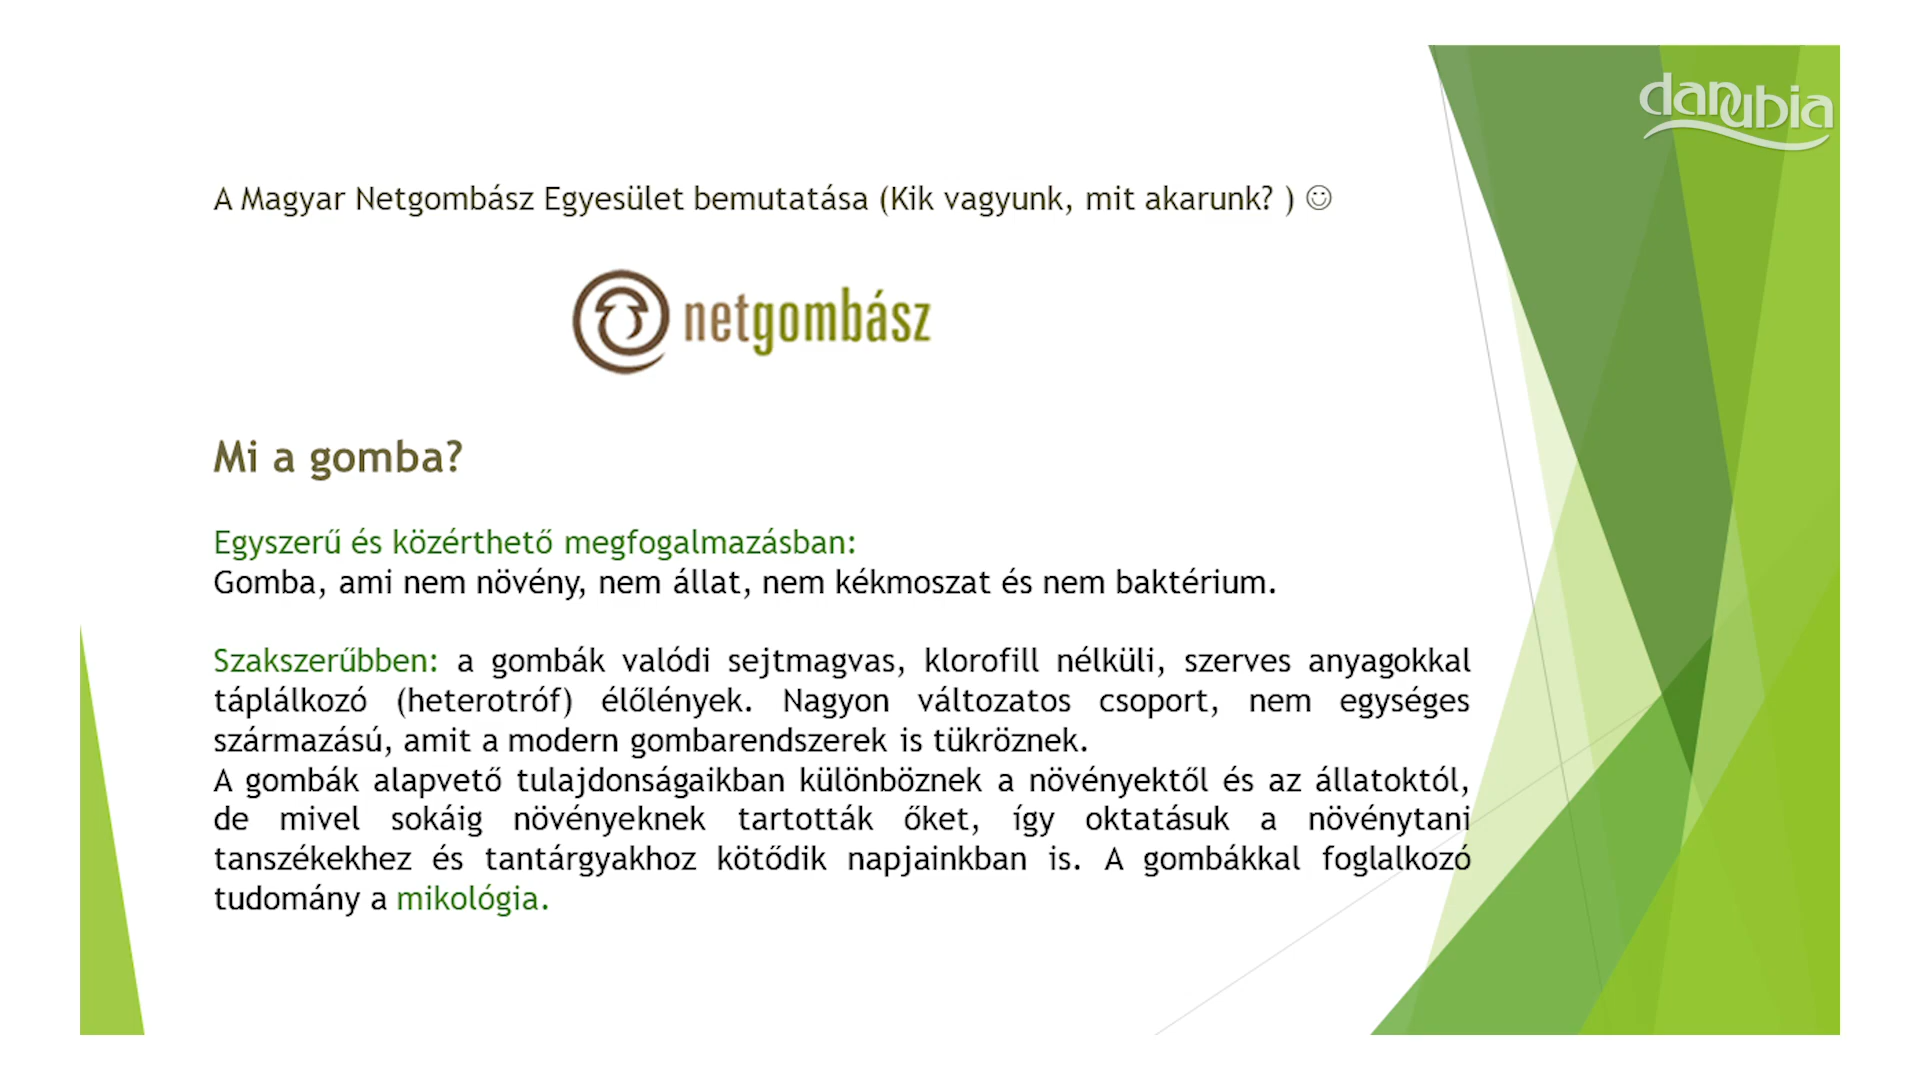 danubia
A Magyar Netgombász Egyesület bemutatása (Kik vagyunk, mit akarunk? ) ☺
netgombász
Mi a gomba?
Egyszerű és közérthető megfogalmazásban:
Gomba, ami nem növény, nem állat, nem kékmoszat és nem baktérium.
Szakszerűbben: a gombák valódi sejtmagvas, klorofill nélküli, szerves anyagokkal
táplálkozó (heterotróf) élőlények. Nagyon változatos csoport, nem egységes
származású, amit a modern gombarendszerek is tükröznek.
A gombák alapvető tulajdonságaikban különböznek a növényektől és az állatoktól,
de mivel sokáig növényeknek tartották őket, így oktatásuk a növénytani
tanszékekhez és tantárgyakhoz kötődik napjainkban is. A gombákkal foglalkozó
tudomány a mikológia.